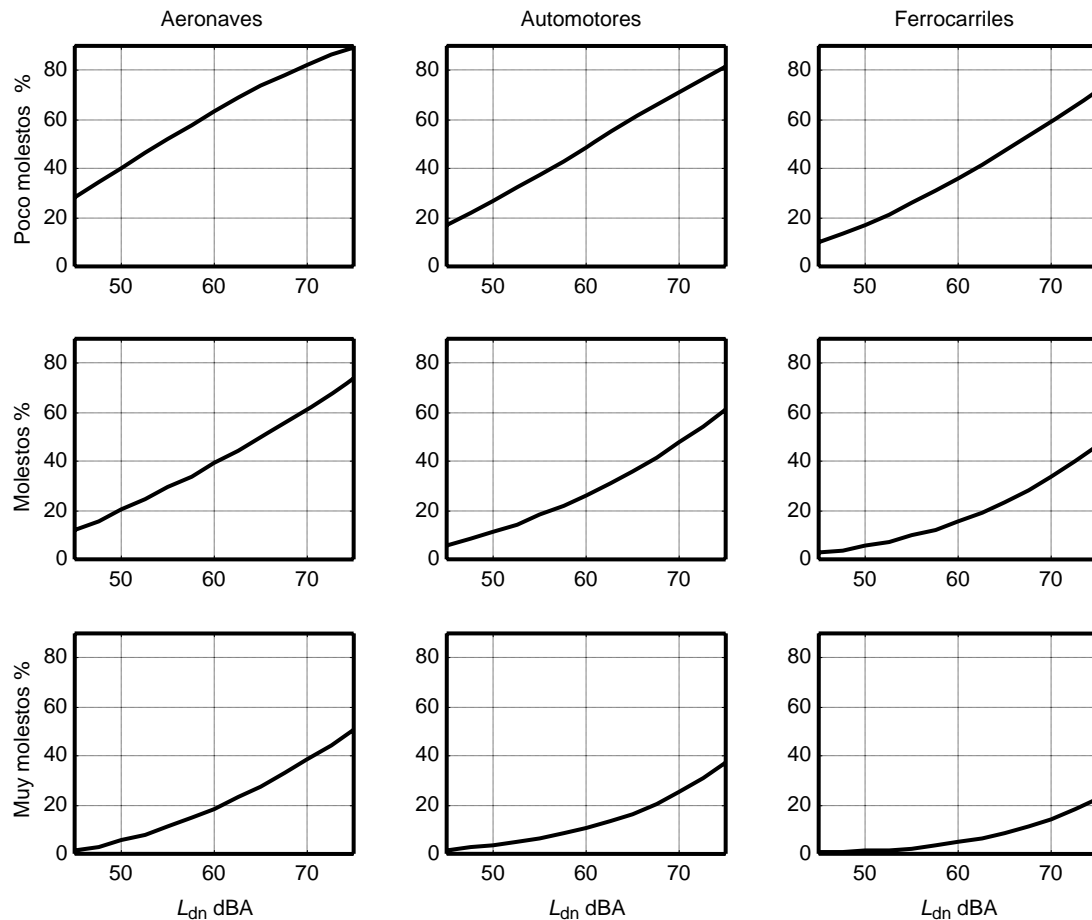 Aeronaves Automotores Ferrocarriles
Poco molestos %
80 80 80
60 60 60
40 40 40
20 20 20
0 0 0
50 60 70 50 60 70 50 60 70
Molestos %
80 80 80
60 60 60
40 40 40
20 20 20
0 0 0
50 60 70 50 60 70 50 60 70
Muy molestos %
80 80 80
60 60 60
40 40 40
20 20 20
0 0 0
50 60 70 50 60 70 50 60 70
Ldn dBA Ldn dBA Ldn dBA